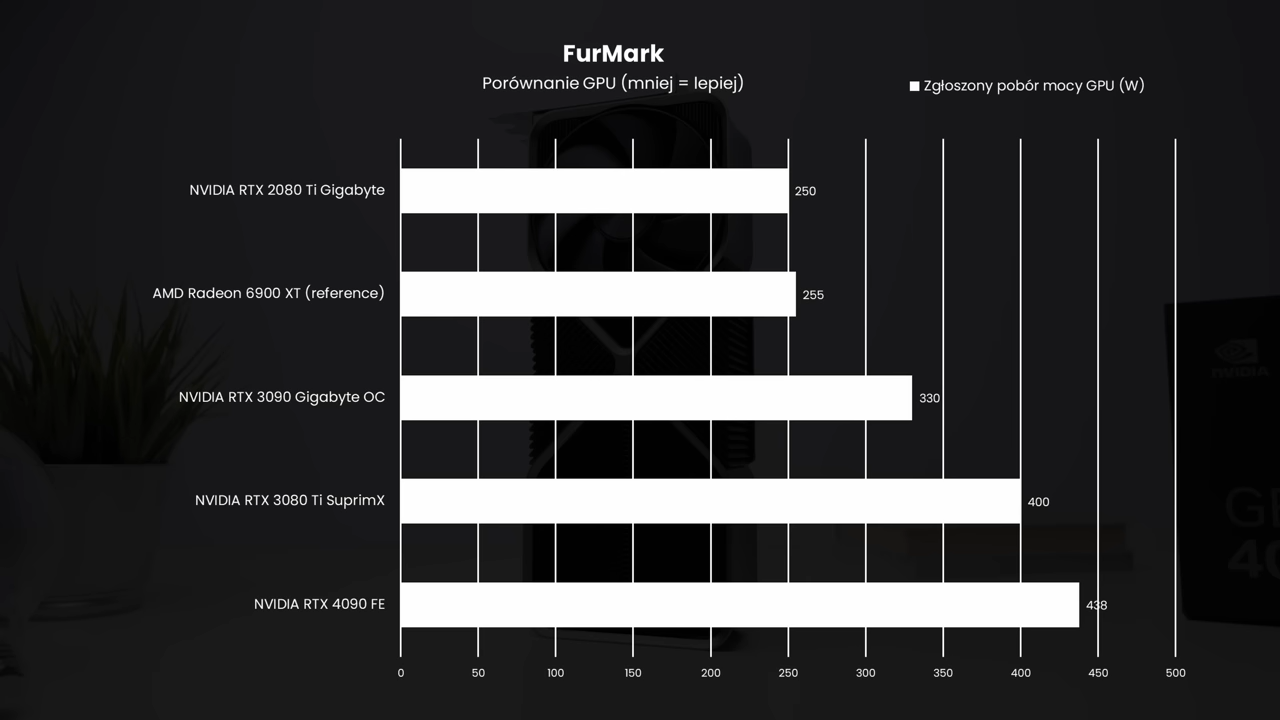 FurMark
Porównanie GPU (mniej = lepiej)
Zgłoszony pobór mocy GPU (W)
NVIDIA RTX 2080 Ti Gigabyte
250
AMD Radeon 6900 XT (reference)
255
NVIDIA RTX 3090 Gigabyte OC
330
NVIDIA RTX 3080 Ti SuprimX
400
NVIDIA RTX 4090 FE
438
0 50 100 150 200 250 300 350 400 450 500
NVIDIA